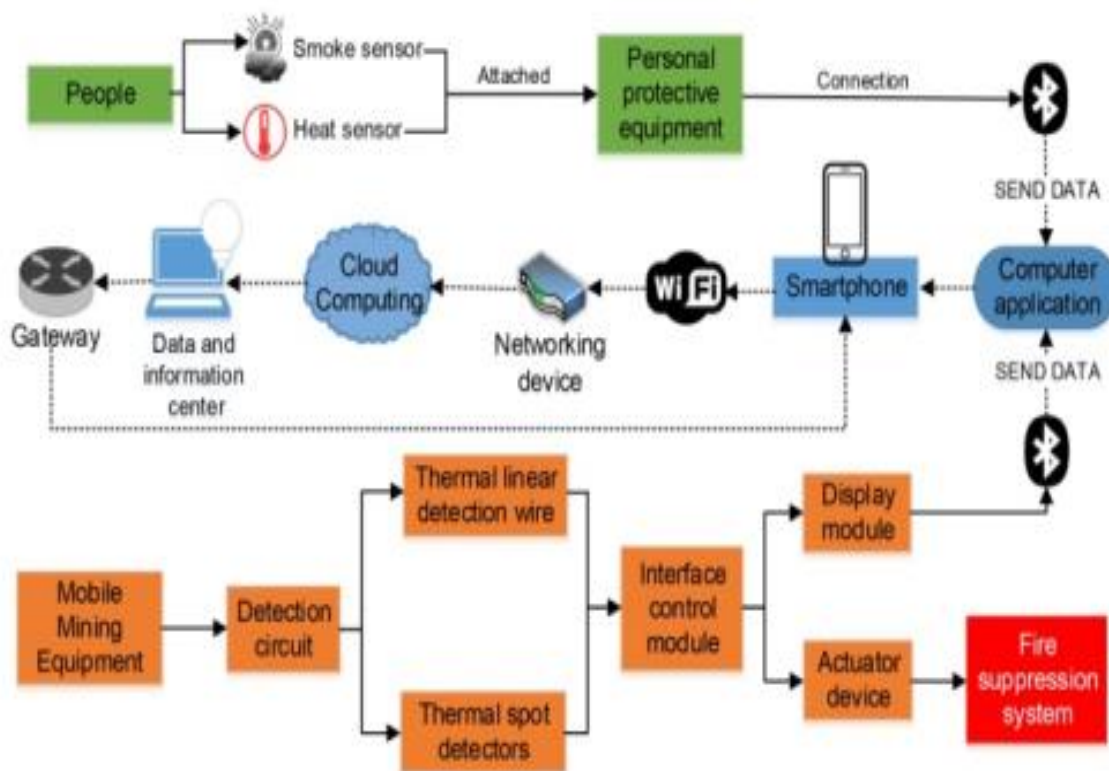 Smoke sensor
People
Heat sensor
Attached
Personal
protective
equipment
Connection
SEND DATA
Gateway
Data and
information
center
Cloud
Computing
Networking
device
WiFi
Smartphone
Computer
application
SEND DATA
Thermal linear
detection wire
Display
module
Mobile
Mining
Equipment
Detection
circuit
Interface
control
module
Thermal spot
detectors
Actuator
device
Fire
suppression
system